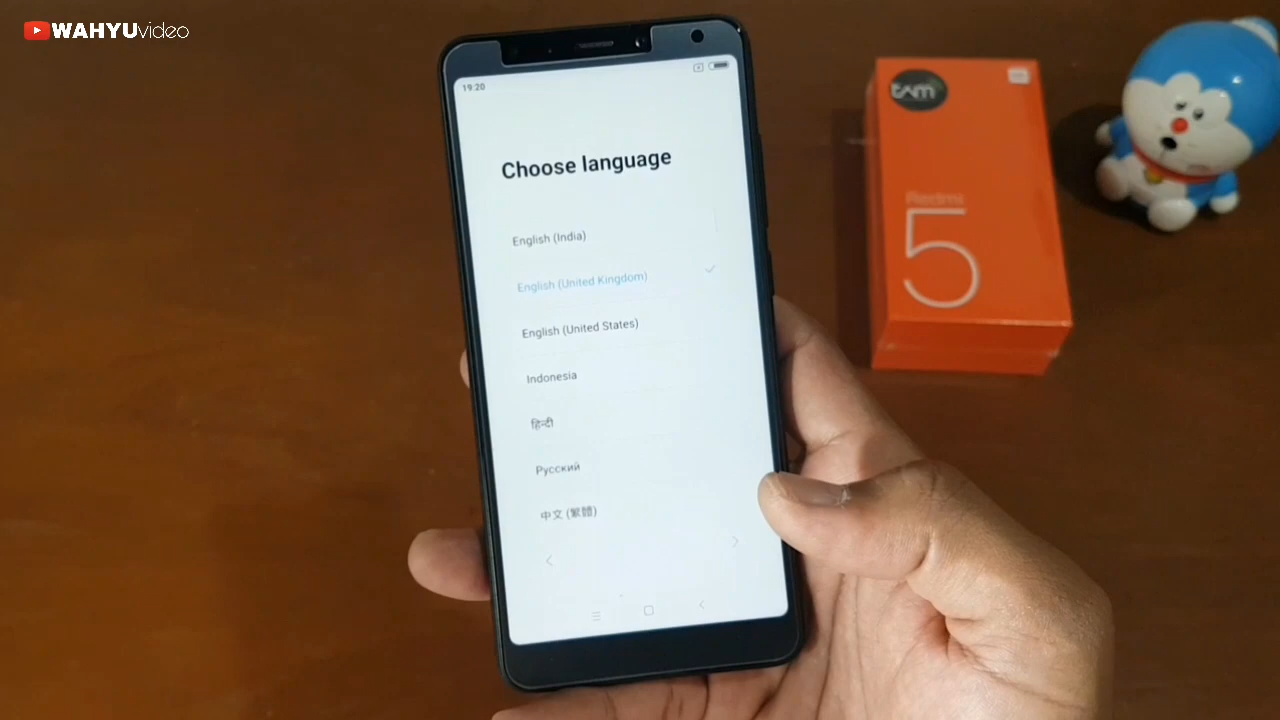 WAHYUvideo
19:20
Choose language
English (India)
English (United Kingdom)
English (United States)
Indonesia
हिन्दी
Русский
中文 (繁體)
TAM
Redmi
5